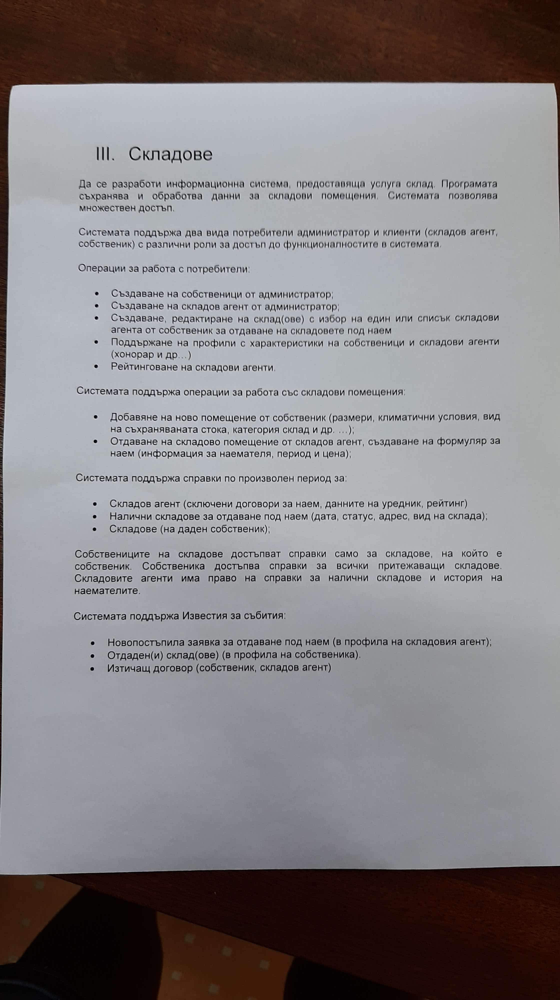 III. Складове
Да се разработи информационна система, предоставяща услуга склад. Програмата
съхранява и обработва данни за складови помещения. Системата позволява
множествен достъп.
Системата поддържа два вида потребители администратор и клиенти (складов агент,
собственик) с различни роли за достъп до функционалностите в системата.
Операции за работа с потребители:
• Създаване на собственици от администратор;
• Създаване на складов агент от администратор;
• Създаване, редактиране на склад(ове) с избор на един или списък складови
агента от собственик за отдаване на складовете под наем
• Поддържане на профили с характеристики на собственици и складови агенти
(хонорар и др…)
• Рейтинговане на складови агенти.
Системата поддържа операции за работа със складови помещения:
• Добавяне на ново помещение от собственик (размери, климатични условия, вид
на съхраняваната стока, категория склад и др. …);
• Отдаване на складово помещение от складов агент, създаване на формуляр за
наем (информация за наемателя, период и цена);
Системата поддържа справки по произволен период за:
• Складов агент (сключени договори за наем, данните на уредник, рейтинг)
• Налични складове за отдаване под наем (дата, статус, адрес, вид на склада);
• Складове (на даден собственик);
Собствениците на складове достъпват справки само за складове, на който е
собственик. Собственика достъпва справки за всички притежаващи складове.
Складовите агенти има право на справки за налични складове и история на
наемателите.
Системата поддържа Известия за събития:
• Новопостъпила заявка за отдаване под наем (в профила на складовия агент);
• Отдаден(и) склад(ове) (в профила на собственика).
• Изтичащ договор (собственик, складов агент)